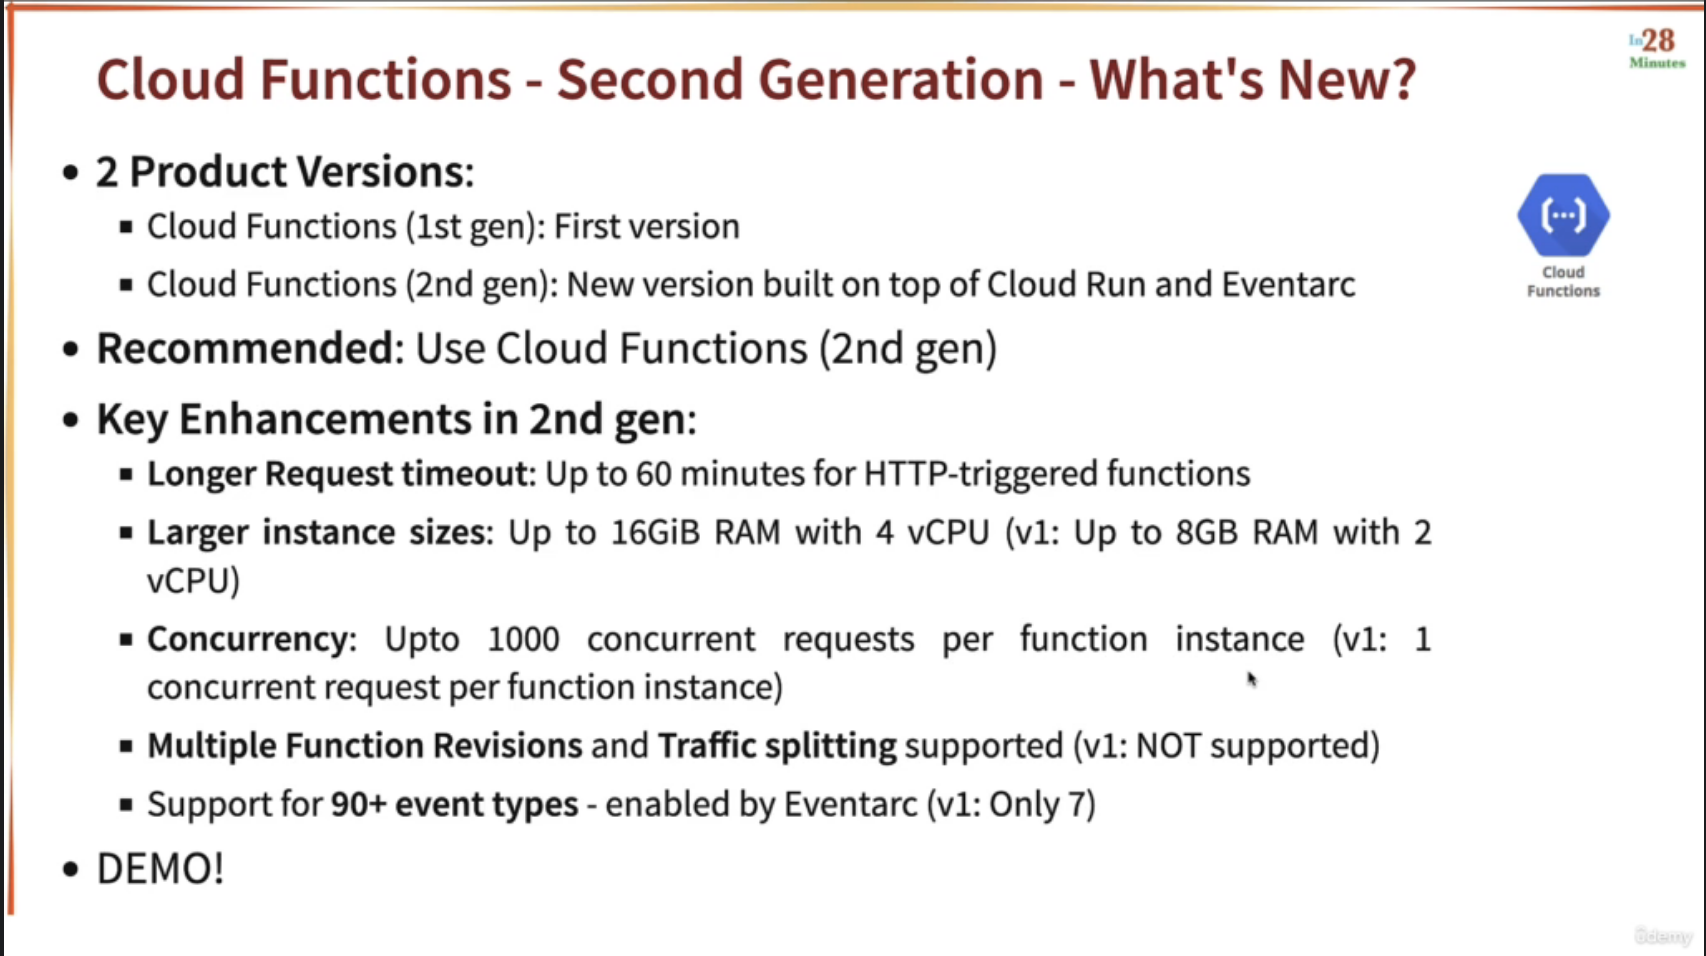 In28
Minutes
Cloud Functions - Second Generation - What's New?
• 2 Product Versions:
▪ Cloud Functions (1st gen): First version
▪ Cloud Functions (2nd gen): New version built on top of Cloud Run and Eventarc
Cloud
Functions
• Recommended: Use Cloud Functions (2nd gen)
• Key Enhancements in 2nd gen:
▪ Longer Request timeout: Up to 60 minutes for HTTP-triggered functions
▪ Larger instance sizes: Up to 16GiB RAM with 4 vCPU (v1: Up to 8GB RAM with 2
vCPU)
▪ Concurrency: Upto 1000 concurrent requests per function instance (v1: 1
concurrent request per function instance)
▪ Multiple Function Revisions and Traffic splitting supported (v1: NOT supported)
▪ Support for 90+ event types - enabled by Eventarc (v1: Only 7)
• DEMO!
ûdemy